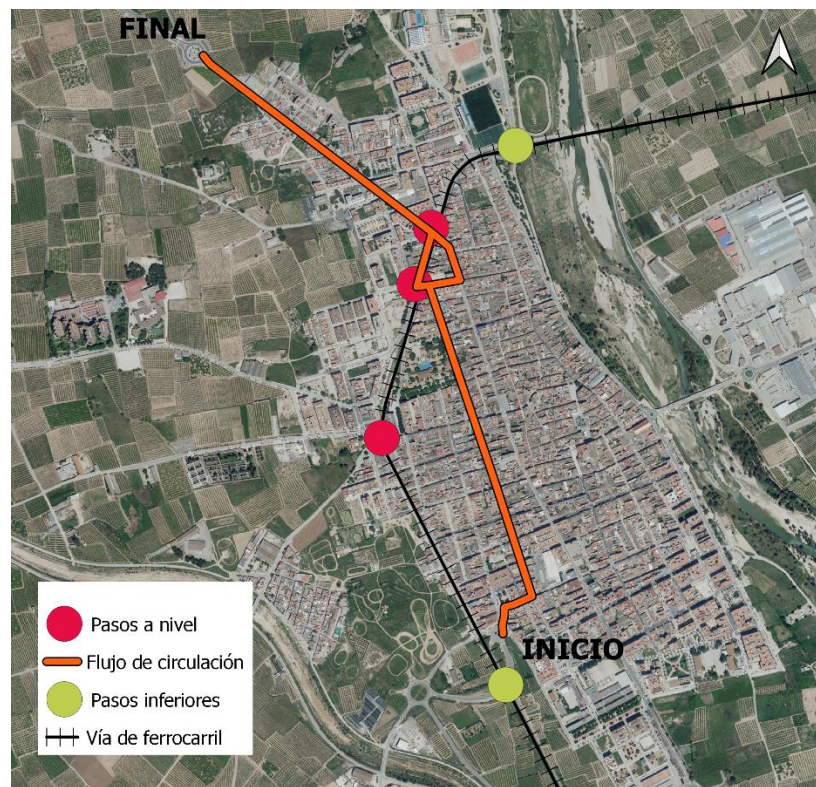 FINAL
INICIO
Pasos a nivel
Flujo de circulación
Pasos inferiores
Vía de ferrocarril